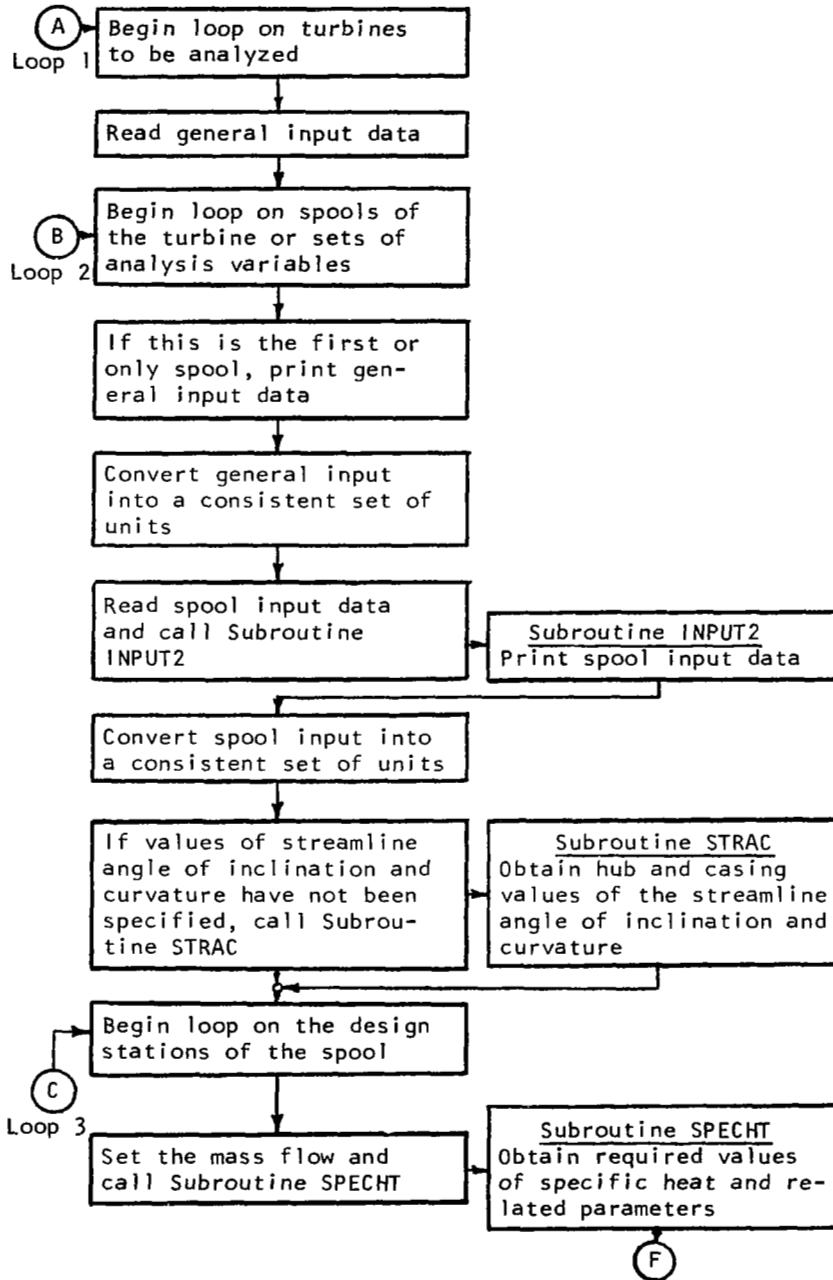 A
Loop 1
Begin loop on turbines
to be analyzed
Read general input data
B
Loop 2
Begin loop on spools of
the turbine or sets of
analysis variables
If this is the first or
only spool, print gen-
eral input data
Convert general input
into a consistent set of
units
Read spool input data
and call Subroutine
INPUT2
Subroutine INPUT2
Print spool input data
Convert spool input into
a consistent set of units
If values of streamline
angle of inclination and
curvature have not been
specified, call Subrou-
tine STRAC
Subroutine STRAC
Obtain hub and casing
values of the streamline
angle of inclination and
curvature
Begin loop on the design
stations of the spool
C
Loop 3
Set the mass flow and
call Subroutine SPECHT
Subroutine SPECHT
Obtain required values
of specific heat and re-
lated parameters
F